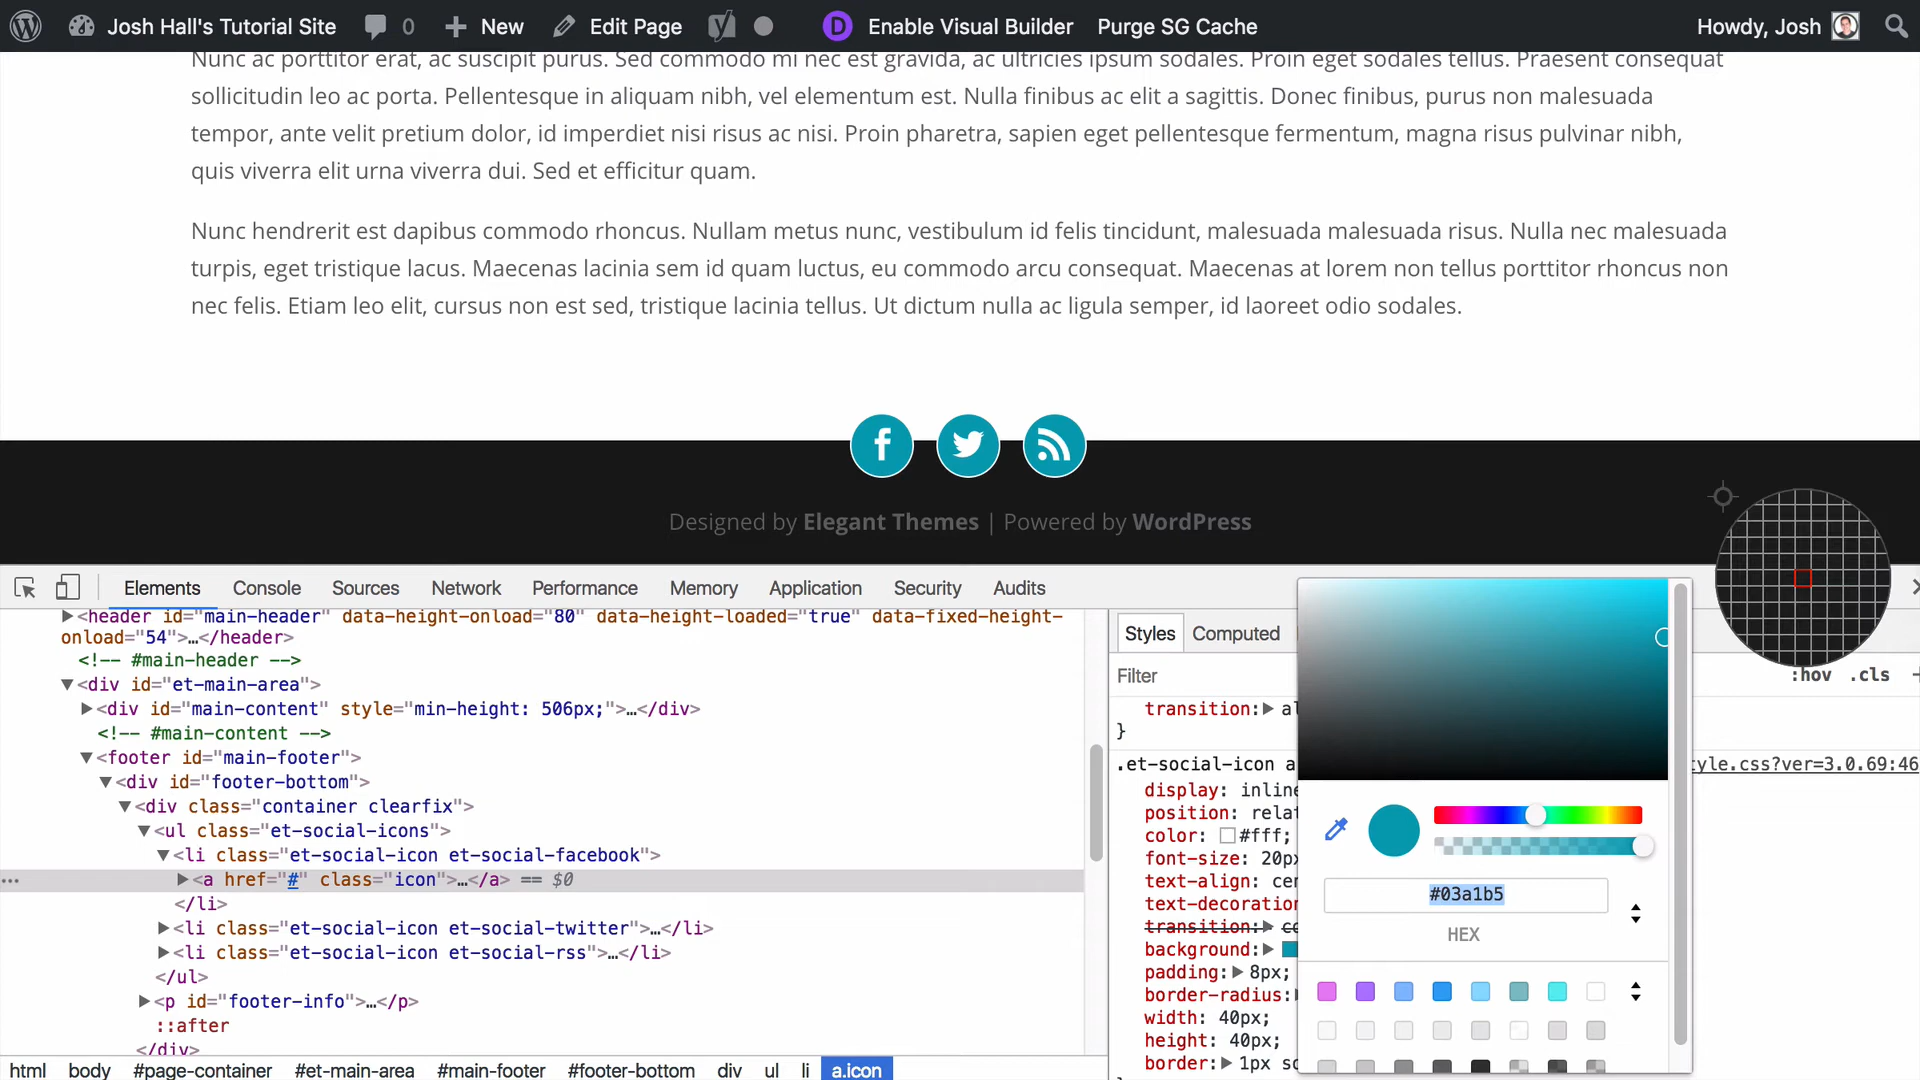 Josh Hall's Tutorial Site 0 New Edit Page Enable Visual Builder Purge SG Cache Howdy, Josh
Nunc ac porttitor erat, ac suscipit purus. Sed commodo mi nec est gravida, ac ultricies ipsum sodales. Proin eget sodales tellus. Praesent consequat
sollicitudin leo ac porta. Pellentesque in aliquam nibh, vel elementum est. Nulla finibus ac elit a sagittis. Donec finibus, purus non malesuada
tempor, ante velit pretium dolor, id imperdiet nisi risus ac nisi. Proin pharetra, sapien eget pellentesque fermentum, magna risus pulvinar nibh,
quis viverra elit urna viverra dui. Sed et efficitur quam.
Nunc hendrerit est dapibus commodo rhoncus. Nullam metus nunc, vestibulum id felis tincidunt, malesuada malesuada risus. Nulla nec malesuada
turpis, eget tristique lacus. Maecenas lacinia sem id quam luctus, eu commodo arcu consequat. Maecenas at lorem non tellus porttitor rhoncus non
nec felis. Etiam leo elit, cursus non est sed, tristique lacinia tellus. Ut dictum nulla ac ligula semper, id laoreet odio sodales.
Designed by Elegant Themes | Powered by WordPress
Elements Console Sources Network Performance Memory Application Security Audits
<header id="main-header" data-height-onload="80" data-height-loaded="true" data-fixed-height-
onload="54">…</header>
<!-- #main-header -->
<div id="et-main-area">
<div id="main-content" style="min-height: 506px;">…</div>
<!-- #main-content -->
<footer id="main-footer">
<div id="footer-bottom">
<div class="container clearfix">
<ul class="et-social-icons">
<li class="et-social-icon et-social-facebook">
<a href="#" class="icon">…</a> == $0
</li>
<li class="et-social-icon et-social-twitter">…</li>
<li class="et-social-icon et-social-rss">…</li>
</ul>
<p id="footer-info">…</p>
::after
</div>
html body #page-container #et-main-area #main-footer #footer-bottom div ul li a.icon
Styles Computed
Filter :hov .cls +
transition: al
}
.et-social-icon a tyle.css?ver=3.0.69:46
display: inline
position: relat
color: #fff;
font-size: 20px
text-align: cen
text-decoration
transition: co
background:
padding: 8px;
border-radius:
width: 40px;
height: 40px;
border: 1px so
#03a1b5
HEX